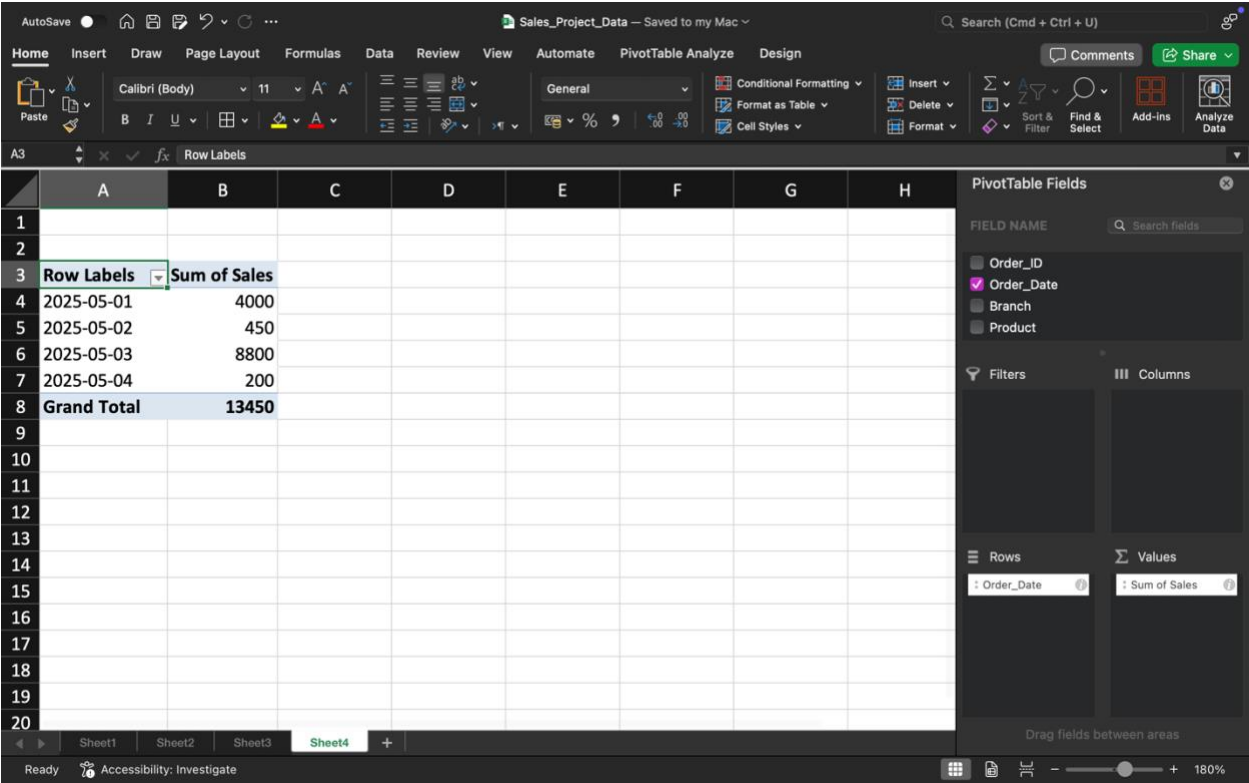 AutoSave
Sales_Project_Data — Saved to my Mac
Search (Cmd + Ctrl + U)
Home Insert Draw Page Layout Formulas Data Review View Automate PivotTable Analyze Design Comments Share
Paste
Calibri (Body) 11
B I U
General
Conditional Formatting
Format as Table
Cell Styles
Insert
Delete
Format
Sort & Filter
Find & Select
Add-ins
Analyze Data
A3 fx Row Labels
A B C D E F G H
1
2
3 Row Labels Sum of Sales
4 2025-05-01 4000
5 2025-05-02 450
6 2025-05-03 8800
7 2025-05-04 200
8 Grand Total 13450
9
10
11
12
13
14
15
16
17
18
19
20
PivotTable Fields
FIELD NAME Search fields
Order_ID
Order_Date
Branch
Product
Filters Columns
Rows Values
Order_Date Sum of Sales
Drag fields between areas
Sheet1 Sheet2 Sheet3 Sheet4 +
Ready Accessibility: Investigate 180%